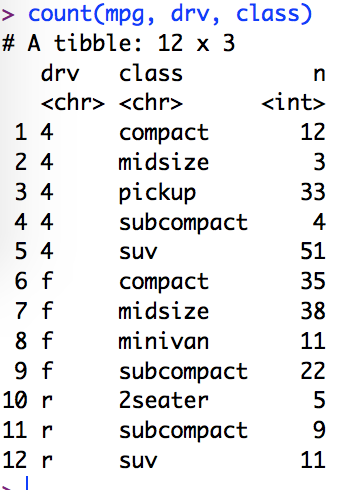 > count(mpg, drv, class)
# A tibble: 12 x 3
   drv   class          n
   <chr> <chr>      <int>
 1 4     compact       12
 2 4     midsize        3
 3 4     pickup        33
 4 4     subcompact     4
 5 4     suv           51
 6 f     compact       35
 7 f     midsize       38
 8 f     minivan       11
 9 f     subcompact    22
10 r     2seater        5
11 r     subcompact     9
12 r     suv           11
>